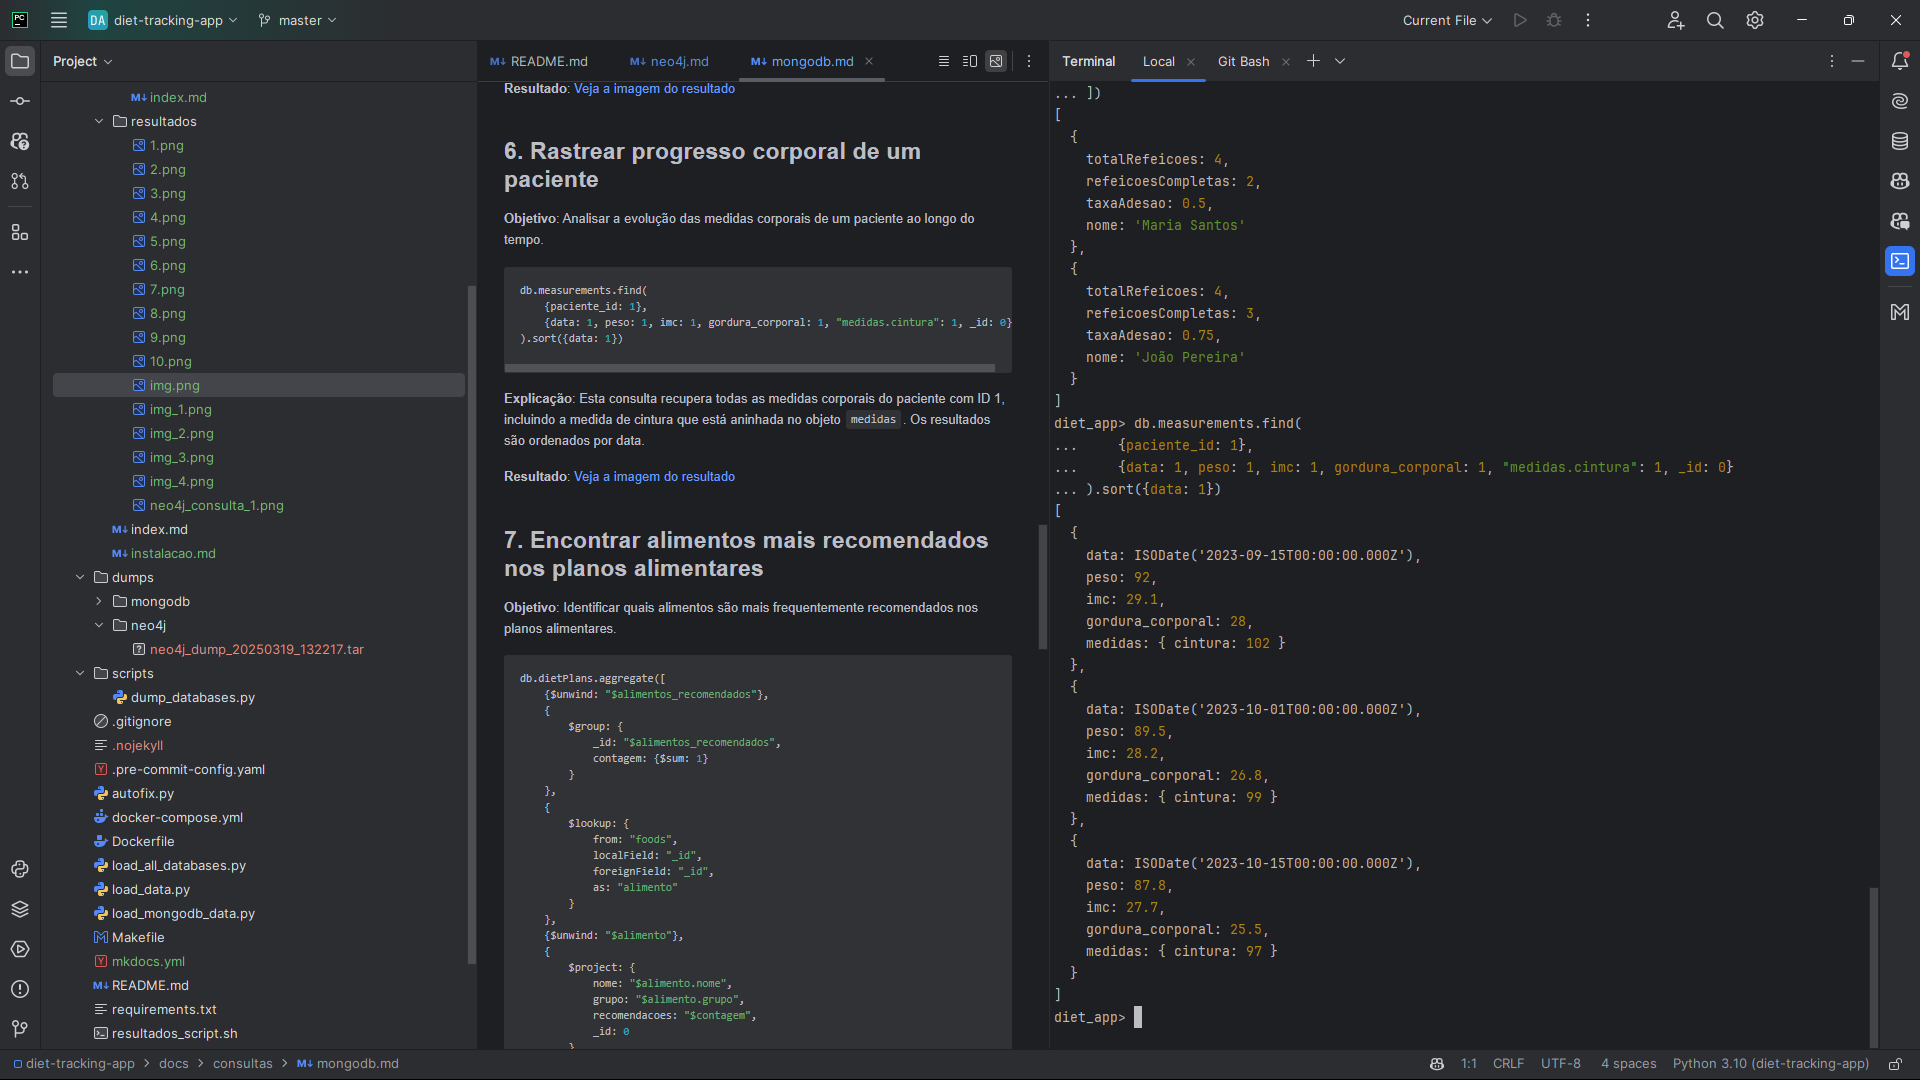 PC
DA diet-tracking-app
master
Current File
Project
index.md
resultados
1.png
2.png
3.png
4.png
5.png
6.png
7.png
8.png
9.png
10.png
img.png
img_1.png
img_2.png
img_3.png
img_4.png
neo4j_consulta_1.png
index.md
instalacao.md
dumps
mongodb
neo4j
neo4j_dump_20250319_132217.tar
scripts
dump_databases.py
.gitignore
.nojekyll
.pre-commit-config.yaml
autofix.py
docker-compose.yml
Dockerfile
load_all_databases.py
load_data.py
load_mongodb_data.py
Makefile
mkdocs.yml
README.md
requirements.txt
resultados_script.sh
README.md
neo4j.md
mongodb.md
Resultado: Veja a imagem do resultado
6. Rastrear progresso corporal de um
paciente
Objetivo: Analisar a evolução das medidas corporais de um paciente ao longo do
tempo.
db.measurements.find(
{paciente_id: 1},
{data: 1, peso: 1, imc: 1, gordura_corporal: 1, "medidas.cintura": 1, _id: 0}
).sort({data: 1})
Explicação: Esta consulta recupera todas as medidas corporais do paciente com ID 1,
incluindo a medida de cintura que está aninhada no objeto medidas . Os resultados
são ordenados por data.
Resultado: Veja a imagem do resultado
7. Encontrar alimentos mais recomendados
nos planos alimentares
Objetivo: Identificar quais alimentos são mais frequentemente recomendados nos
planos alimentares.
db.dietPlans.aggregate([
{$unwind: "$alimentos_recomendados"},
{
$group: {
_id: "$alimentos_recomendados",
contagem: {$sum: 1}
}
},
{
$lookup: {
from: "foods",
localField: "_id",
foreignField: "_id",
as: "alimento"
}
},
{$unwind: "$alimento"},
{
$project: {
nome: "$alimento.nome",
grupo: "$alimento.grupo",
recomendacoes: "$contagem",
_id: 0
}
Terminal
Local
Git Bash
... ])
[
{
totalRefeicoes: 4,
refeicoesCompletas: 2,
taxaAdesao: 0.5,
nome: 'Maria Santos'
},
{
totalRefeicoes: 4,
refeicoesCompletas: 3,
taxaAdesao: 0.75,
nome: 'João Pereira'
}
]
diet_app> db.measurements.find(
... {paciente_id: 1},
... {data: 1, peso: 1, imc: 1, gordura_corporal: 1, "medidas.cintura": 1, _id: 0}
... ).sort({data: 1})
[
{
data: ISODate('2023-09-15T00:00:00.000Z'),
peso: 92,
imc: 29.1,
gordura_corporal: 28,
medidas: { cintura: 102 }
},
{
data: ISODate('2023-10-01T00:00:00.000Z'),
peso: 89.5,
imc: 28.2,
gordura_corporal: 26.8,
medidas: { cintura: 99 }
},
{
data: ISODate('2023-10-15T00:00:00.000Z'),
peso: 87.8,
imc: 27.7,
gordura_corporal: 25.5,
medidas: { cintura: 97 }
}
]
diet_app>
diet-tracking-app > docs > consultas > mongodb.md
1:1 CRLF UTF-8 4 spaces Python 3.10 (diet-tracking-app)